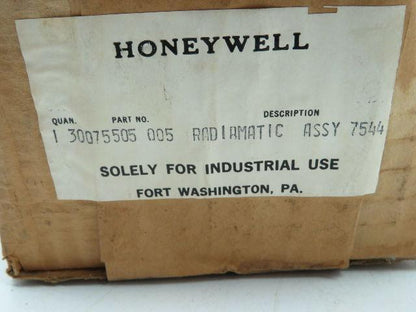 HONEYWELL
QUAN. PART NO. DESCRIPTION
1 30075505 005 RADIAMATIC ASSY 7544
SOLELY FOR INDUSTRIAL USE
FORT WASHINGTON, PA.